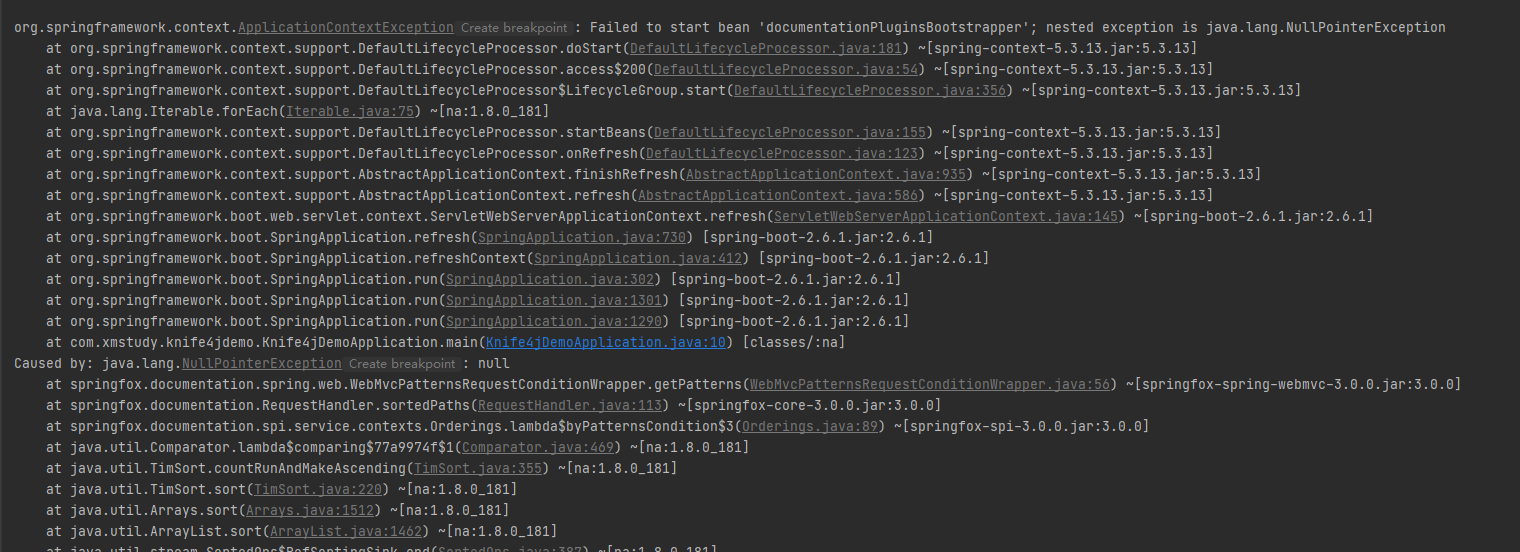 org.springframework.context.ApplicationContextException Create breakpoint : Failed to start bean 'documentationPluginsBootstrapper'; nested exception is java.lang.NullPointerException
    at org.springframework.context.support.DefaultLifecycleProcessor.doStart(DefaultLifecycleProcessor.java:181) ~[spring-context-5.3.13.jar:5.3.13]
    at org.springframework.context.support.DefaultLifecycleProcessor.access$200(DefaultLifecycleProcessor.java:54) ~[spring-context-5.3.13.jar:5.3.13]
    at org.springframework.context.support.DefaultLifecycleProcessor$LifecycleGroup.start(DefaultLifecycleProcessor.java:356) ~[spring-context-5.3.13.jar:5.3.13]
    at java.lang.Iterable.forEach(Iterable.java:75) ~[na:1.8.0_181]
    at org.springframework.context.support.DefaultLifecycleProcessor.startBeans(DefaultLifecycleProcessor.java:155) ~[spring-context-5.3.13.jar:5.3.13]
    at org.springframework.context.support.DefaultLifecycleProcessor.onRefresh(DefaultLifecycleProcessor.java:123) ~[spring-context-5.3.13.jar:5.3.13]
    at org.springframework.context.support.AbstractApplicationContext.finishRefresh(AbstractApplicationContext.java:935) ~[spring-context-5.3.13.jar:5.3.13]
    at org.springframework.context.support.AbstractApplicationContext.refresh(AbstractApplicationContext.java:586) ~[spring-context-5.3.13.jar:5.3.13]
    at org.springframework.boot.web.servlet.context.ServletWebServerApplicationContext.refresh(ServletWebServerApplicationContext.java:145) ~[spring-boot-2.6.1.jar:2.6.1]
    at org.springframework.boot.SpringApplication.refresh(SpringApplication.java:730) [spring-boot-2.6.1.jar:2.6.1]
    at org.springframework.boot.SpringApplication.refreshContext(SpringApplication.java:412) [spring-boot-2.6.1.jar:2.6.1]
    at org.springframework.boot.SpringApplication.run(SpringApplication.java:302) [spring-boot-2.6.1.jar:2.6.1]
    at org.springframework.boot.SpringApplication.run(SpringApplication.java:1301) [spring-boot-2.6.1.jar:2.6.1]
    at org.springframework.boot.SpringApplication.run(SpringApplication.java:1290) [spring-boot-2.6.1.jar:2.6.1]
    at com.xmstudy.knife4jdemo.Knife4jDemoApplication.main(Knife4jDemoApplication.java:10) [classes/:na]
Caused by: java.lang.NullPointerException Create breakpoint : null
    at springfox.documentation.spring.web.WebMvcPatternsRequestConditionWrapper.getPatterns(WebMvcPatternsRequestConditionWrapper.java:56) ~[springfox-spring-webmvc-3.0.0.jar:3.0.0]
    at springfox.documentation.RequestHandler.sortedPaths(RequestHandler.java:113) ~[springfox-core-3.0.0.jar:3.0.0]
    at springfox.documentation.spi.service.contexts.Orderings.lambda$byPatternsCondition$3(Orderings.java:89) ~[springfox-spi-3.0.0.jar:3.0.0]
    at java.util.Comparator.lambda$comparing$77a9974f$1(Comparator.java:469) ~[na:1.8.0_181]
    at java.util.TimSort.countRunAndMakeAscending(TimSort.java:355) ~[na:1.8.0_181]
    at java.util.TimSort.sort(TimSort.java:220) ~[na:1.8.0_181]
    at java.util.Arrays.sort(Arrays.java:1512) ~[na:1.8.0_181]
    at java.util.ArrayList.sort(ArrayList.java:1462) ~[na:1.8.0_181]
    at java.util.stream.SortedOps$RefSortingSink.end(SortedOps.java:387) ~[na:1.8.0_181]